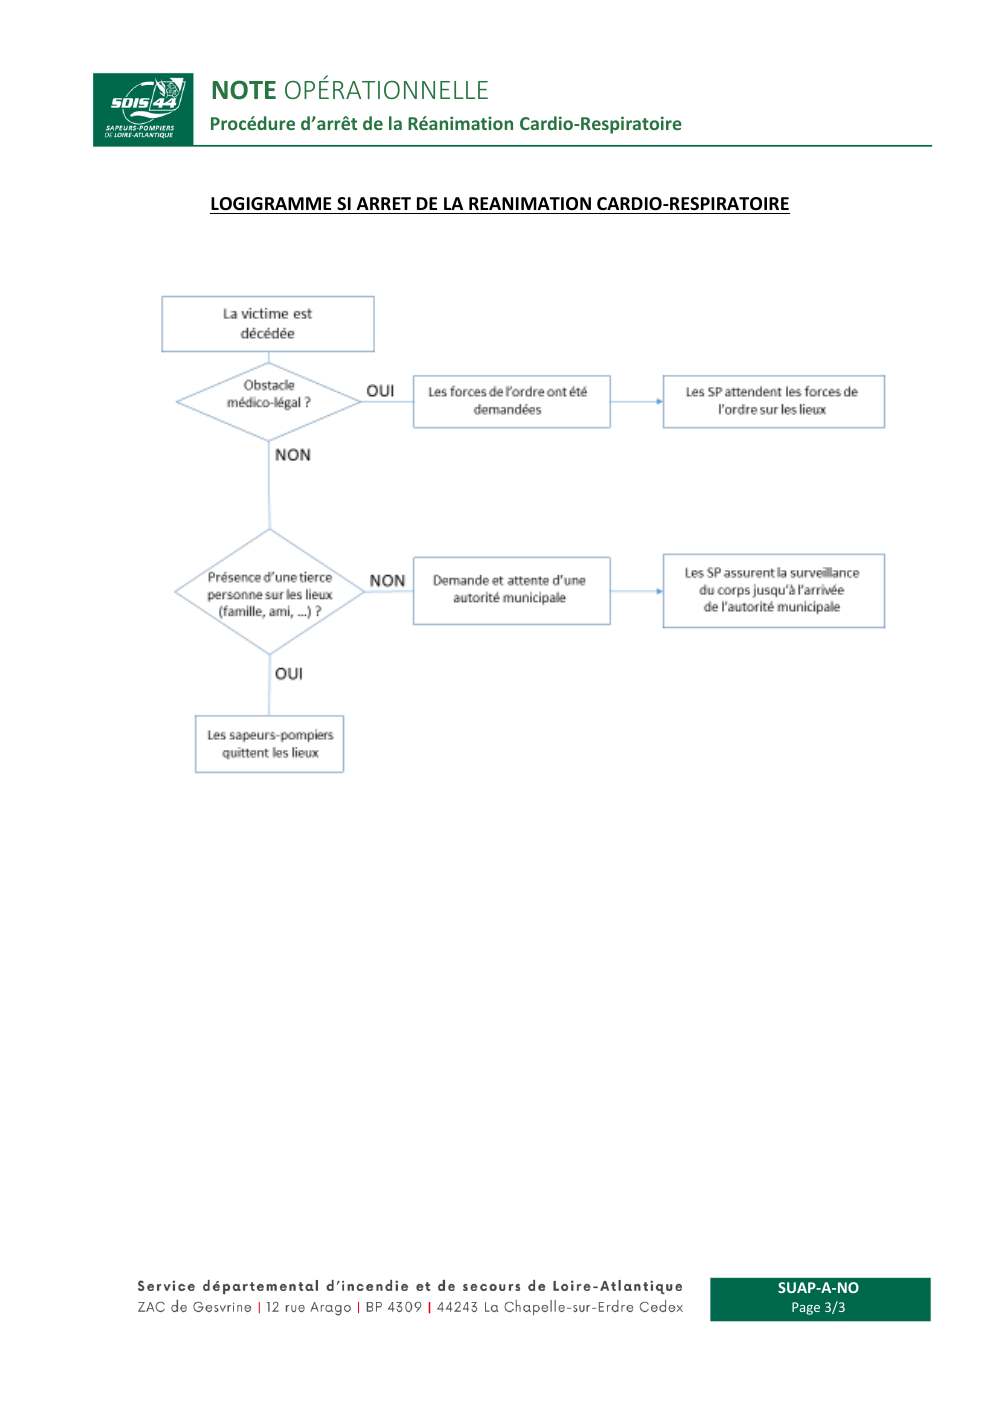 SDIS 44
SAPEURS-POMPIERS
DE LOIRE-ATLANTIQUE
NOTE OPÉRATIONNELLE
Procédure d’arrêt de la Réanimation Cardio-Respiratoire
LOGIGRAMME SI ARRET DE LA REANIMATION CARDIO-RESPIRATOIRE
La victime est
décédée
Obstacle
médico-légal ?
OUI
Les forces de l’ordre ont été
demandées
Les SP attendent les forces de
l’ordre sur les lieux
NON
Présence d’une tierce
personne sur les lieux
(famille, ami, ...) ?
NON
Demande et attente d’une
autorité municipale
Les SP assurent la surveillance
du corps jusqu’à l’arrivée
de l’autorité municipale
OUI
Les sapeurs-pompiers
quittent les lieux
Service départemental d’incendie et de secours de Loire-Atlantique
ZAC de Gesvrine | 12 rue Arago | BP 4309 | 44243 La Chapelle-sur-Erdre Cedex
SUAP-A-NO
Page 3/3